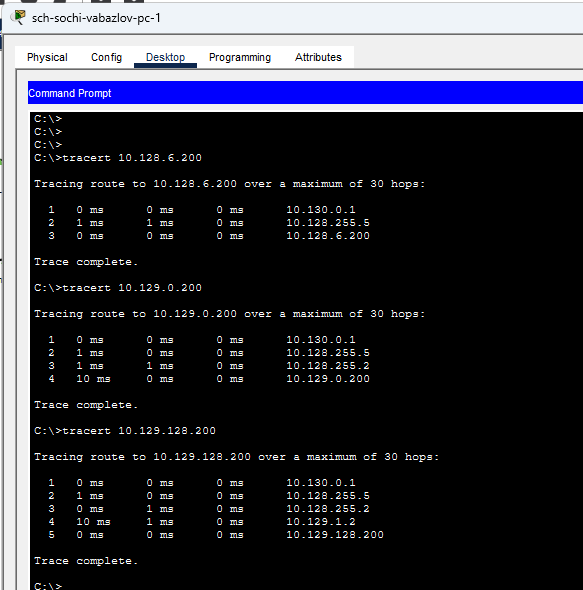 sch-sochi-vabazlov-pc-1
Physical Config Desktop Programming Attributes
Command Prompt
C:\>
C:\>
C:\>
C:\>tracert 10.128.6.200
Tracing route to 10.128.6.200 over a maximum of 30 hops:
1 0 ms 0 ms 0 ms 10.130.0.1
2 1 ms 1 ms 0 ms 10.128.255.5
3 0 ms 0 ms 0 ms 10.128.6.200
Trace complete.
C:\>tracert 10.129.0.200
Tracing route to 10.129.0.200 over a maximum of 30 hops:
1 0 ms 0 ms 0 ms 10.130.0.1
2 1 ms 0 ms 0 ms 10.128.255.5
3 1 ms 1 ms 0 ms 10.128.255.2
4 10 ms 0 ms 0 ms 10.129.0.200
Trace complete.
C:\>tracert 10.129.128.200
Tracing route to 10.129.128.200 over a maximum of 30 hops:
1 0 ms 0 ms 0 ms 10.130.0.1
2 1 ms 0 ms 0 ms 10.128.255.5
3 0 ms 1 ms 0 ms 10.128.255.2
4 10 ms 1 ms 0 ms 10.129.1.2
5 0 ms 0 ms 0 ms 10.129.128.200
Trace complete.
C:\>